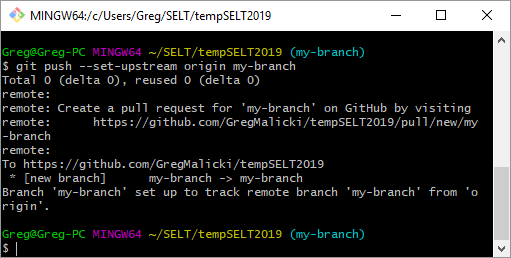 MINGW64:/c/Users/Greg/SELT/tempSELT2019
Greg@Greg-PC MINGW64 ~/SELT/tempSELT2019 (my-branch)
$ git push --set-upstream origin my-branch
Total 0 (delta 0), reused 0 (delta 0)
remote:
remote: Create a pull request for 'my-branch' on GitHub by visiting
remote:      https://github.com/GregMalicki/tempSELT2019/pull/new/my
-branch
remote:
To https://github.com/GregMalicki/tempSELT2019
 * [new branch]      my-branch -> my-branch
Branch 'my-branch' set up to track remote branch 'my-branch' from 'o
rigin'.
Greg@Greg-PC MINGW64 ~/SELT/tempSELT2019 (my-branch)
$